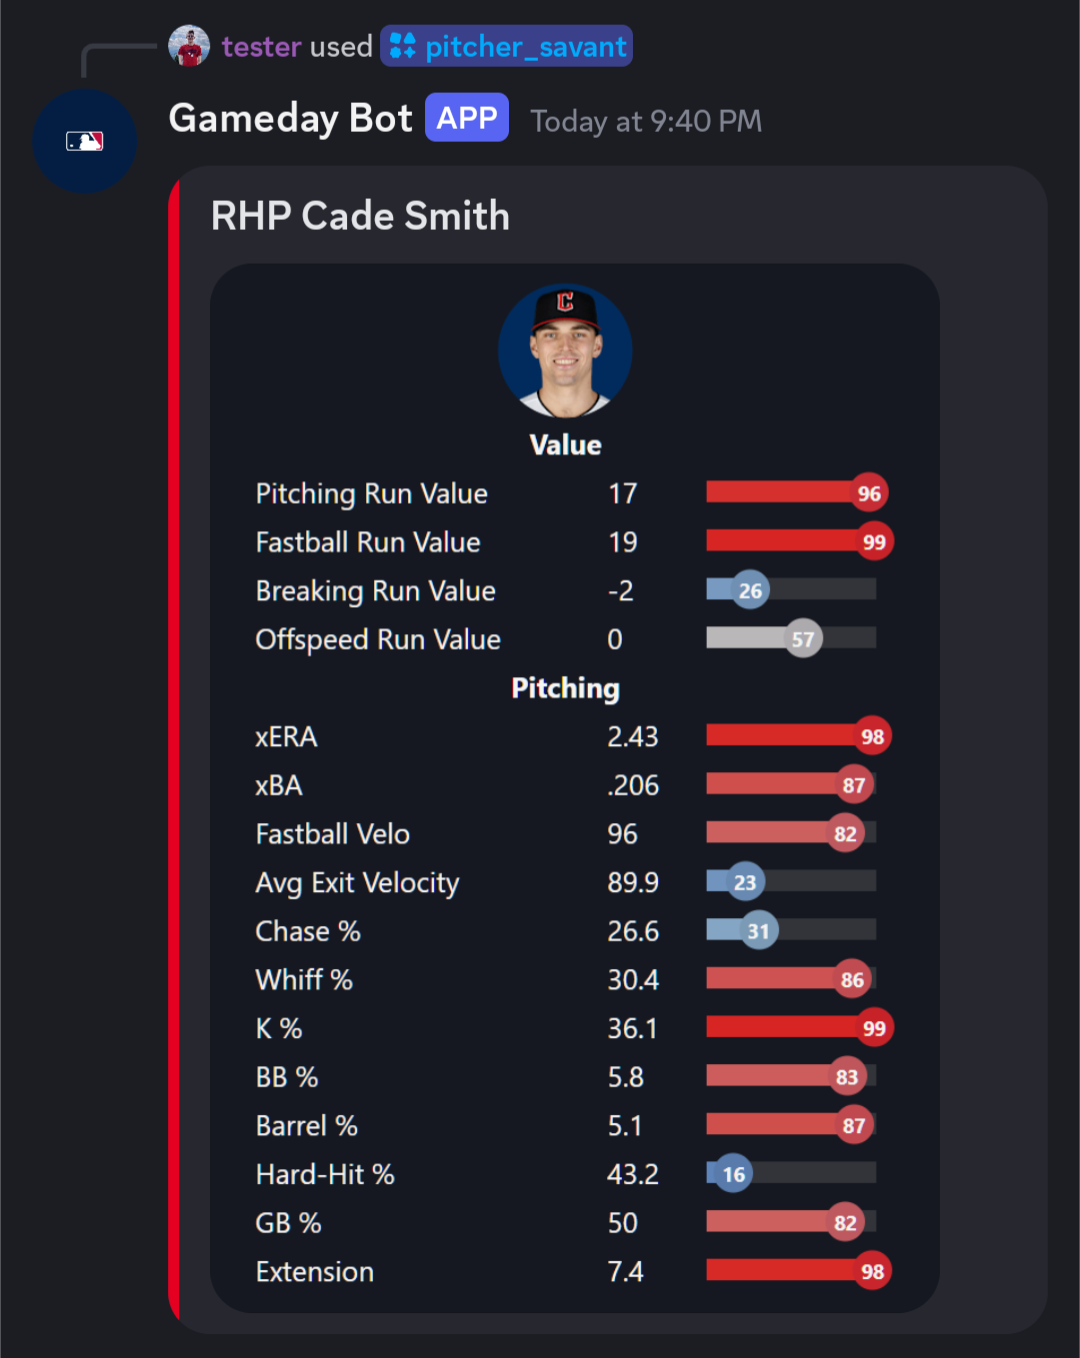 tester used pitcher_savant
Gameday Bot APP Today at 9:40 PM
RHP Cade Smith
C
Value
Pitching Run Value 17 96
Fastball Run Value 19 99
Breaking Run Value -2 26
Offspeed Run Value 0 57
Pitching
xERA 2.43 98
xBA .206 87
Fastball Velo 96 82
Avg Exit Velocity 89.9 23
Chase % 26.6 31
Whiff % 30.4 86
K % 36.1 99
BB % 5.8 83
Barrel % 5.1 87
Hard-Hit % 43.2 16
GB % 50 82
Extension 7.4 98